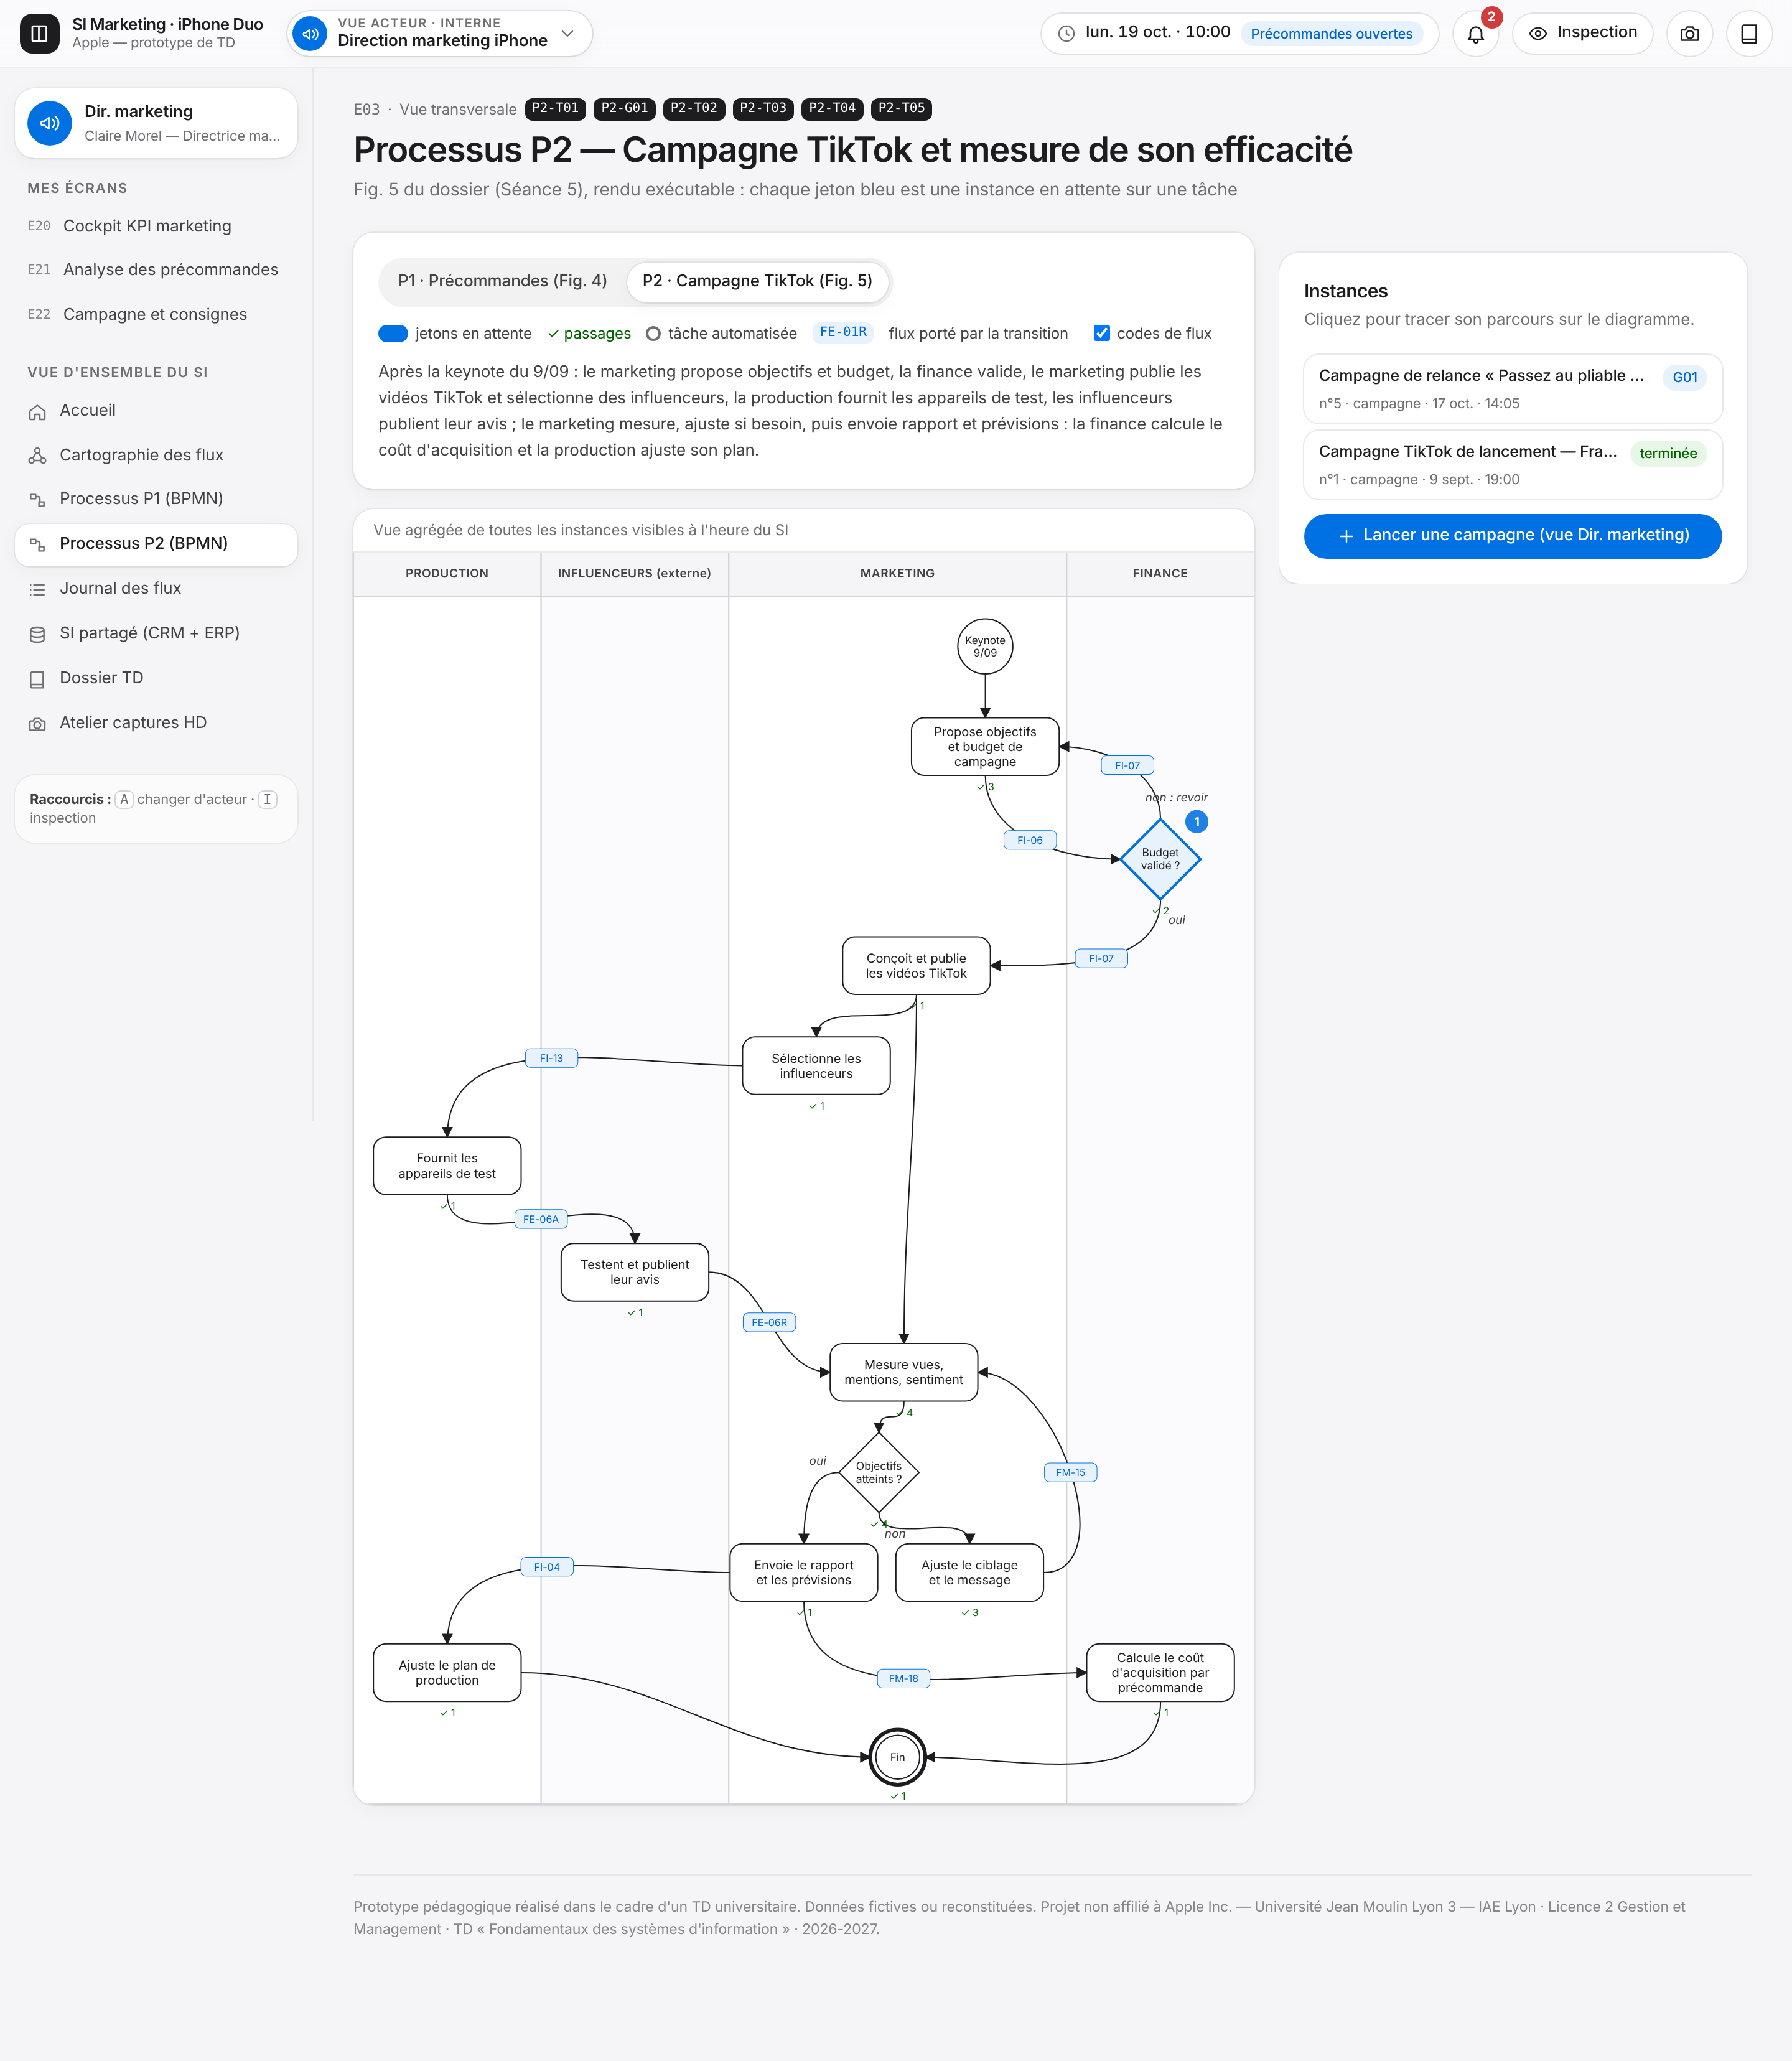 SI Marketing · iPhone Duo
Apple — prototype de TD
VUE ACTEUR · INTERNE
Direction marketing iPhone
lun. 19 oct. · 10:00
Précommandes ouvertes
2
Inspection
Dir. marketing
Claire Morel — Directrice ma...
MES ÉCRANS
E20 Cockpit KPI marketing
E21 Analyse des précommandes
E22 Campagne et consignes
VUE D'ENSEMBLE DU SI
Accueil
Cartographie des flux
Processus P1 (BPMN)
Processus P2 (BPMN)
Journal des flux
SI partagé (CRM + ERP)
Dossier TD
Atelier captures HD
Raccourcis : A changer d'acteur · I
inspection
E03 · Vue transversale P2-T01 P2-G01 P2-T02 P2-T03 P2-T04 P2-T05
Processus P2 — Campagne TikTok et mesure de son efficacité
Fig. 5 du dossier (Séance 5), rendu exécutable : chaque jeton bleu est une instance en attente sur une tâche
P1 · Précommandes (Fig. 4)
P2 · Campagne TikTok (Fig. 5)
jetons en attente ✓ passages tâche automatisée FE-01R flux porté par la transition codes de flux
Après la keynote du 9/09 : le marketing propose objectifs et budget, la finance valide, le marketing publie les
vidéos TikTok et sélectionne des influenceurs, la production fournit les appareils de test, les influenceurs
publient leur avis ; le marketing mesure, ajuste si besoin, puis envoie rapport et prévisions : la finance calcule le
coût d'acquisition et la production ajuste son plan.
Instances
Cliquez pour tracer son parcours sur le diagramme.
Campagne de relance « Passez au pliable ...
G01
n°5 · campagne · 17 oct. · 14:05
Campagne TikTok de lancement — Fra...
terminée
n°1 · campagne · 9 sept. · 19:00
+ Lancer une campagne (vue Dir. marketing)
Vue agrégée de toutes les instances visibles à l'heure du SI
PRODUCTION
INFLUENCEURS (externe)
MARKETING
FINANCE
Keynote
9/09
Propose objectifs
et budget de
campagne
✓ 3
FI-07
non : revoir
1
FI-06
Budget
validé ?
✓ 2
oui
FI-07
Conçoit et publie
les vidéos TikTok
✓ 1
FI-13
Sélectionne les
influenceurs
✓ 1
Fournit les
appareils de test
✓ 1
FE-06A
Testent et publient
leur avis
✓ 1
FE-06R
Mesure vues,
mentions, sentiment
✓ 4
oui
Objectifs
atteints ?
FM-15
✓ 4
non
FI-04
Envoie le rapport
et les prévisions
✓ 1
Ajuste le ciblage
et le message
✓ 3
Ajuste le plan de
production
✓ 1
FM-18
Calcule le coût
d'acquisition par
précommande
✓ 1
Fin
✓ 1
Prototype pédagogique réalisé dans le cadre d'un TD universitaire. Données fictives ou reconstituées. Projet non affilié à Apple Inc. — Université Jean Moulin Lyon 3 — IAE Lyon · Licence 2 Gestion et
Management · TD « Fondamentaux des systèmes d'information » · 2026-2027.